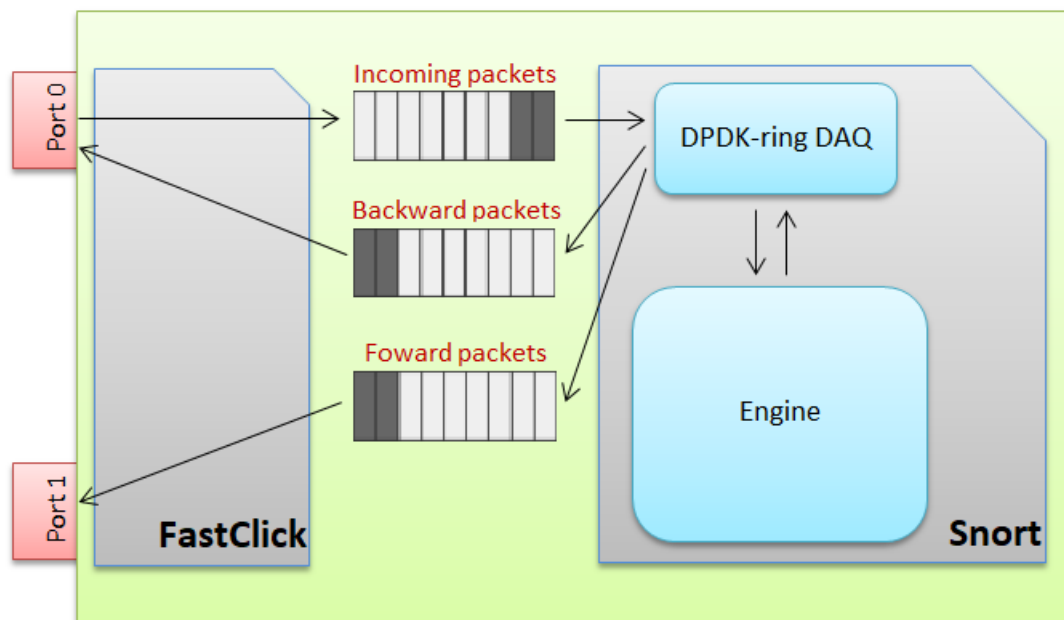 Incoming packets
Port 0
DPDK-ring DAQ
Backward packets
Foward packets
Engine
Port 1
FastClick
Snort